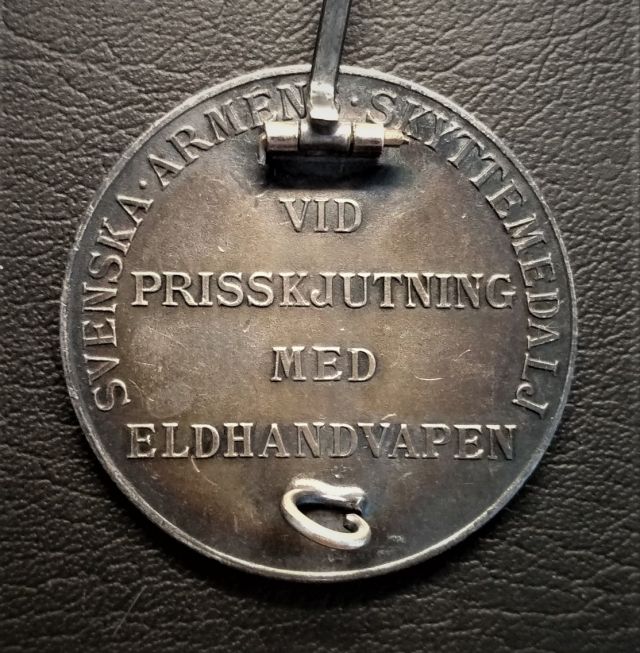 SVENSKA · ARMENS · SKYTTEMEDALJ
VID
PRISSKJUTNING
MED
ELDHANDVAPEN